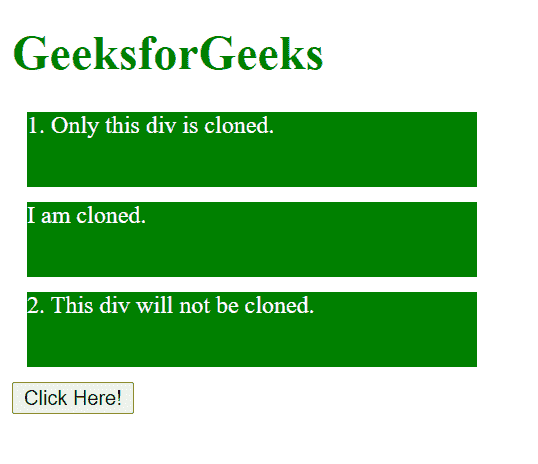 GeeksforGeeks
1. Only this div is cloned.
I am cloned.
2. This div will not be cloned.
Click Here!